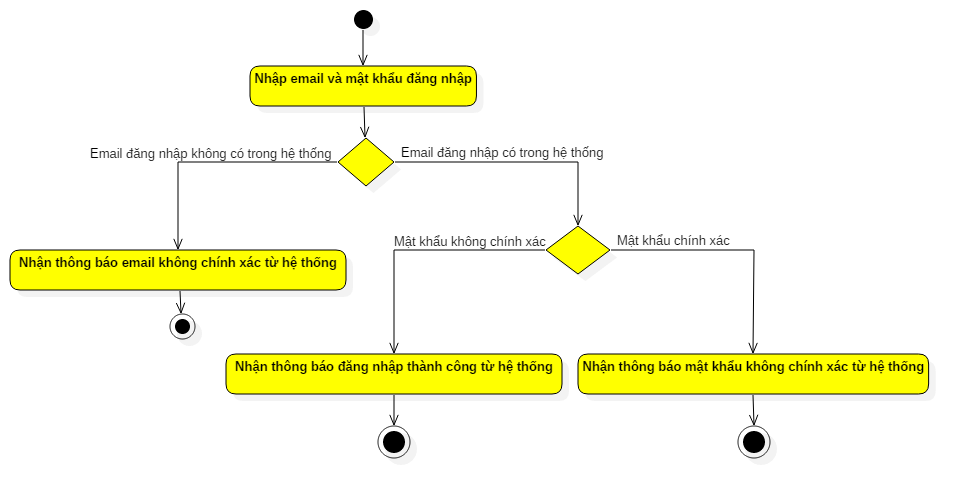 Nhập email và mật khẩu đăng nhập
Email đăng nhập không có trong hệ thống
Email đăng nhập có trong hệ thống
Mật khẩu không chính xác
Mật khẩu chính xác
Nhận thông báo email không chính xác từ hệ thống
Nhận thông báo đăng nhập thành công từ hệ thống
Nhận thông báo mật khẩu không chính xác từ hệ thống